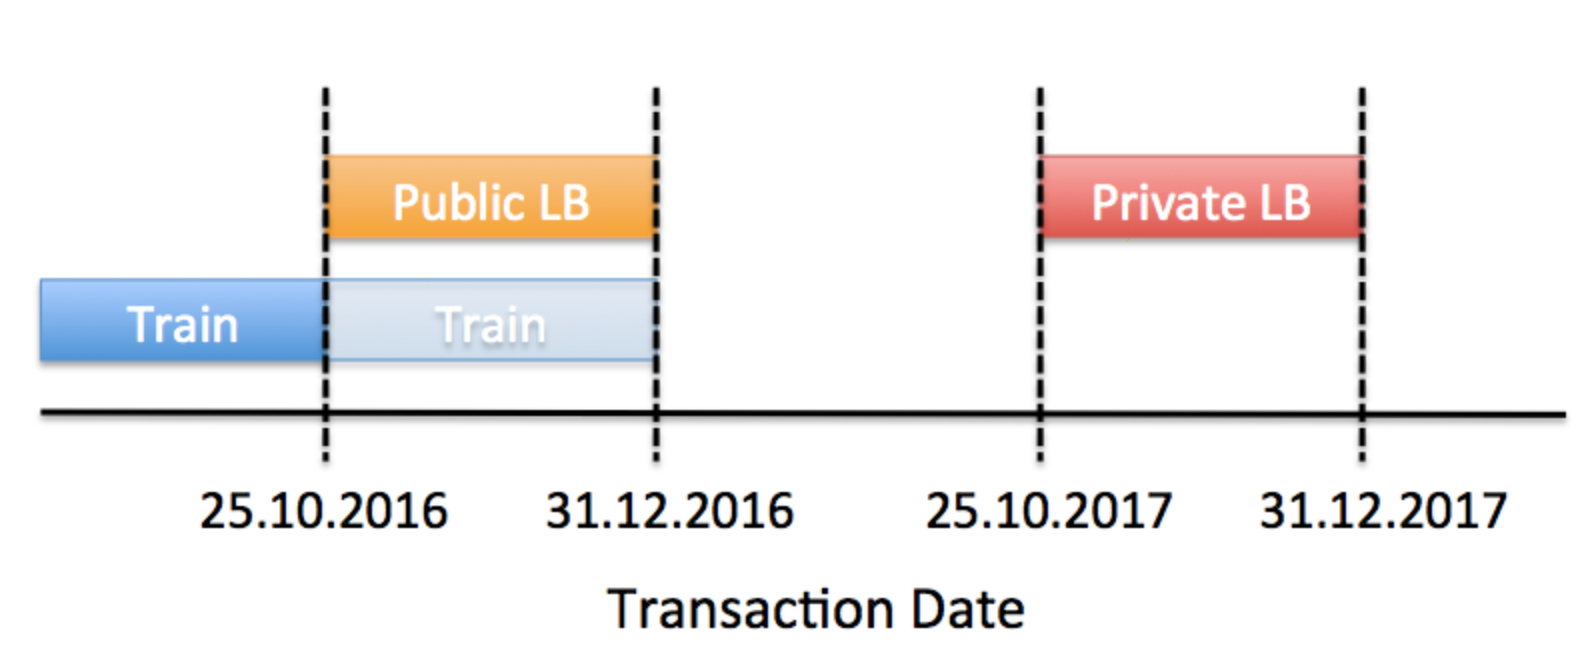 Public LB
Private LB
Train
Train
25.10.2016
31.12.2016
25.10.2017
31.12.2017
Transaction Date